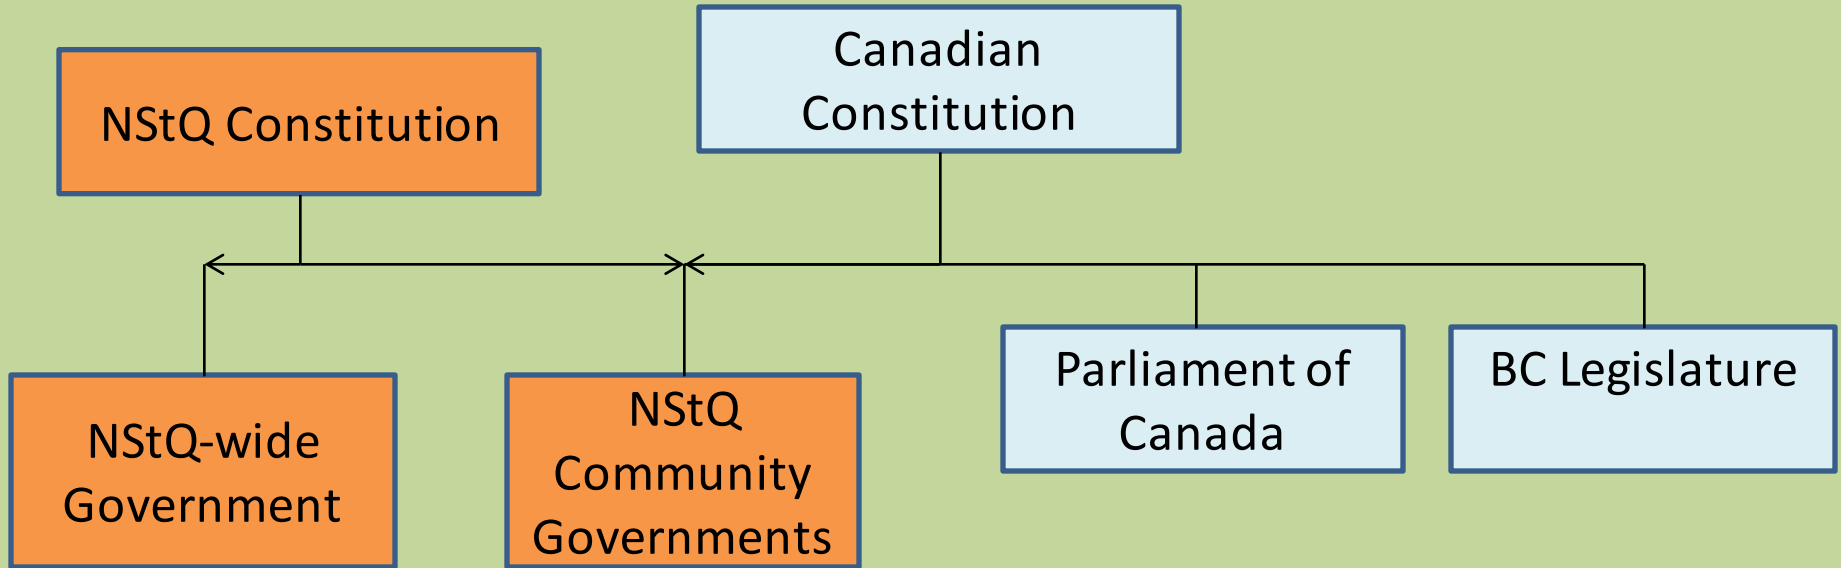 NStQ Constitution
Canadian
Constitution
NStQ-wide
Government
NStQ
Community
Governments
Parliament of
Canada
BC Legislature